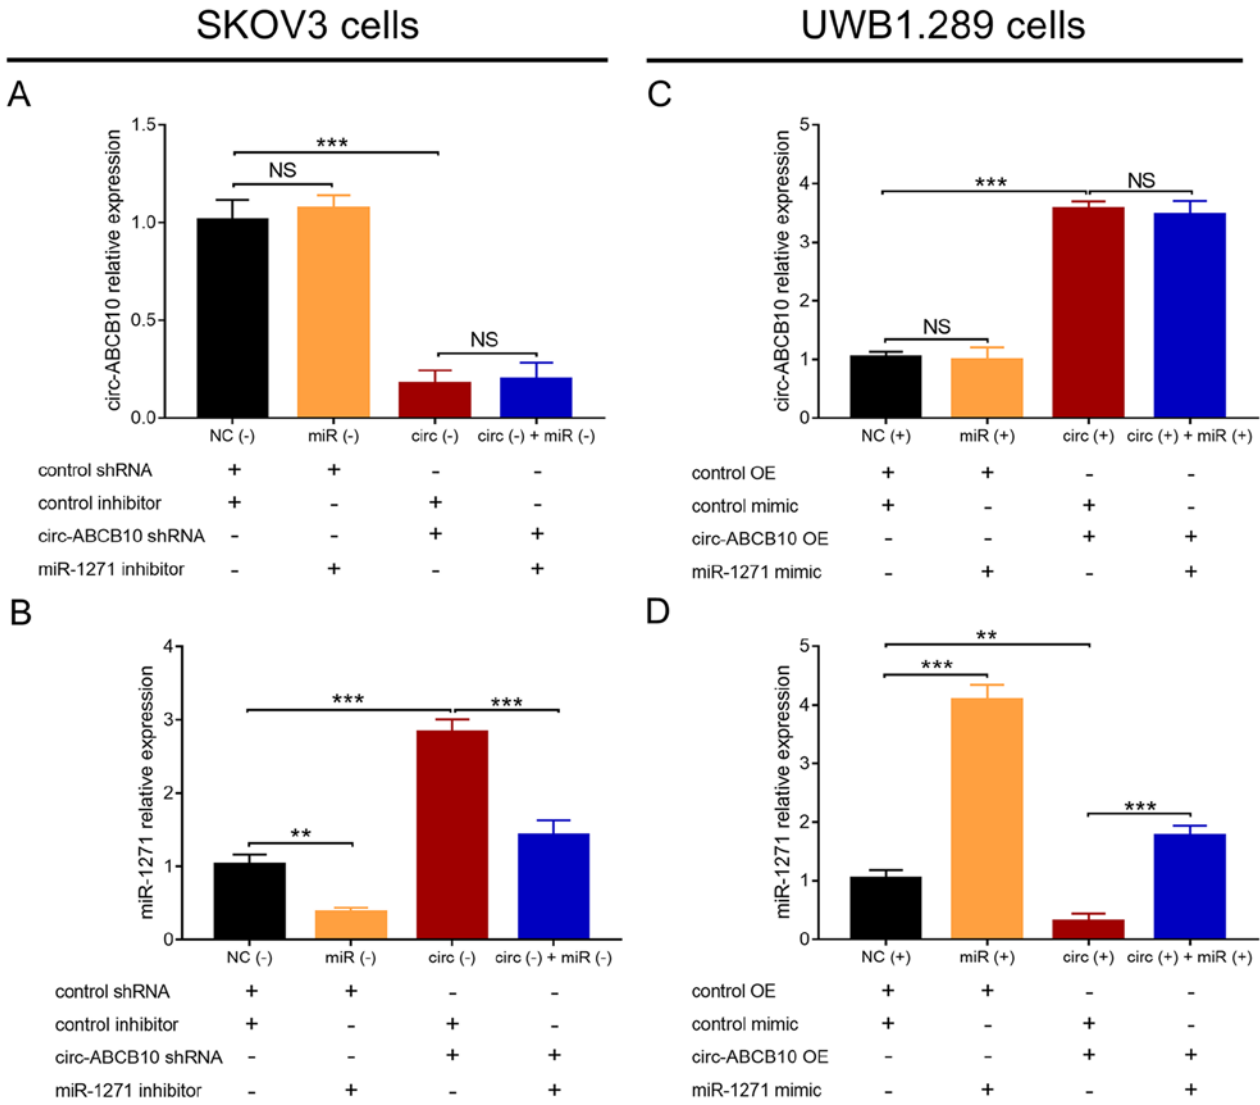 SKOV3 cells
UWB1.289 cells
A
circ-ABCB10 relative expression
1.5
1.0
0.5
0.0
***
NS
NS
NC (-) miR (-) circ (-) circ (-) + miR (-)
control shRNA + + - -
control inhibitor + - + -
circ-ABCB10 shRNA - - + +
miR-1271 inhibitor - + - +
C
circ-ABCB10 relative expression
5
4
3
2
1
0
***
NS
NS
NC (+) miR (+) circ (+) circ (+) + miR (+)
control OE + + - -
control mimic + - + -
circ-ABCB10 OE - - + +
miR-1271 mimic - + - +
B
miR-1271 relative expression
4
3
2
1
0
***
***
**
NC (-) miR (-) circ (-) circ (-) + miR (-)
control shRNA + + - -
control inhibitor + - + -
circ-ABCB10 shRNA - - + +
miR-1271 inhibitor - + - +
D
miR-1271 relative expression
5
4
3
2
1
0
**
***
***
NC (+) miR (+) circ (+) circ (+) + miR (+)
control OE + + - -
control mimic + - + -
circ-ABCB10 OE - - + +
miR-1271 mimic - + - +